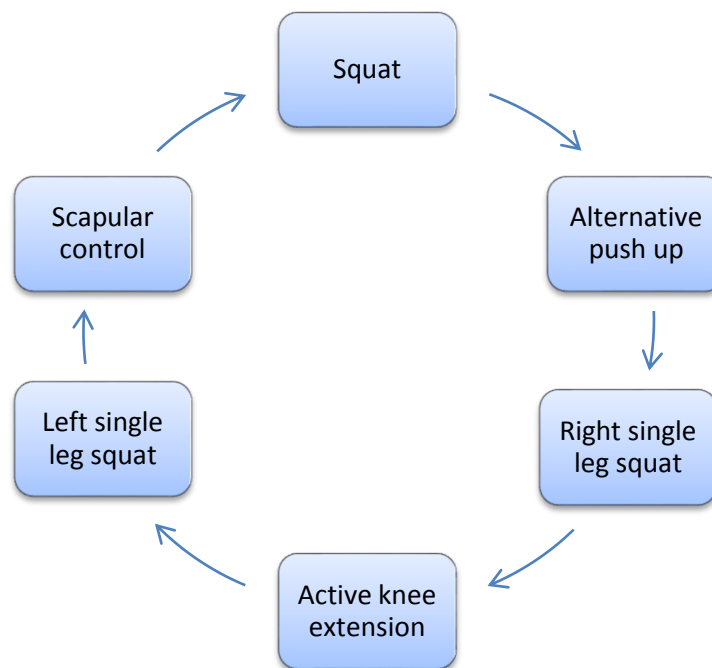 Squat
Alternative
push up
Right single
leg squat
Active knee
extension
Left single
leg squat
Scapular
control